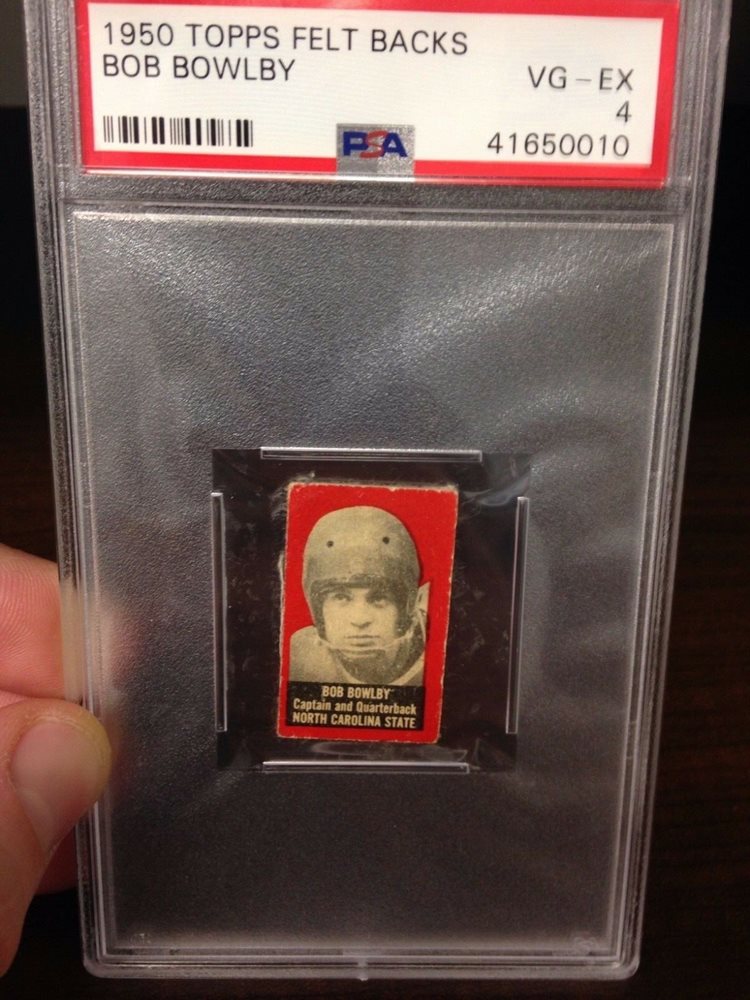 1950 TOPPS FELT BACKS
BOB BOWLBY
VG-EX
4
PSA
41650010
BOB BOWLBY
Captain and Quarterback
NORTH CAROLINA STATE